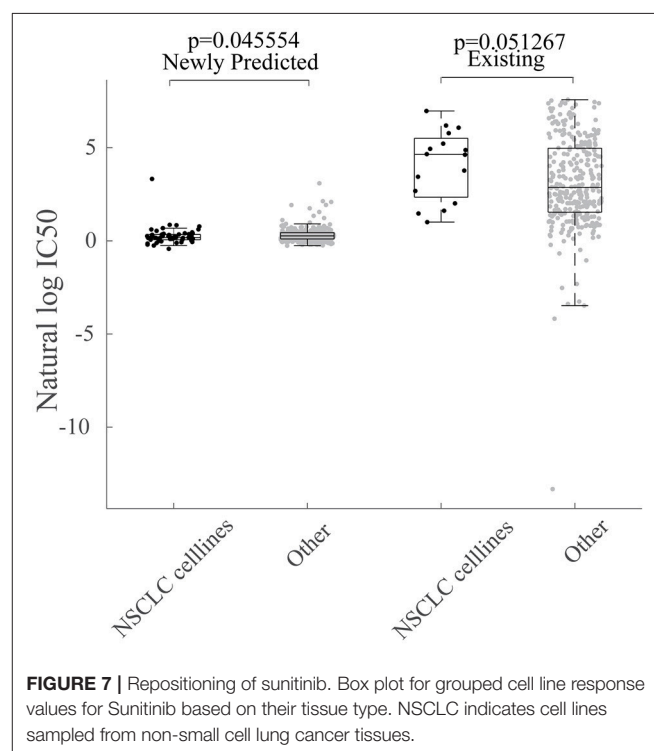 p=0.045554
Newly Predicted
p=0.051267
Existing
Natural log IC50
5
0
-5
-10
NSCLC celllines
Other
NSCLC celllines
Other
FIGURE 7 | Repositioning of sunitinib. Box plot for grouped cell line response
values for Sunitinib based on their tissue type. NSCLC indicates cell lines
sampled from non-small cell lung cancer tissues.